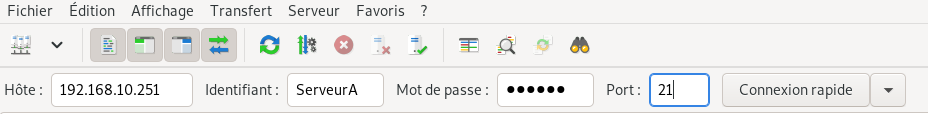 Fichier Édition Affichage Transfert Serveur Favoris ?
Hôte : 192.168.10.251 Identifiant : ServeurA Mot de passe : ●●●●●● Port : 21 Connexion rapide